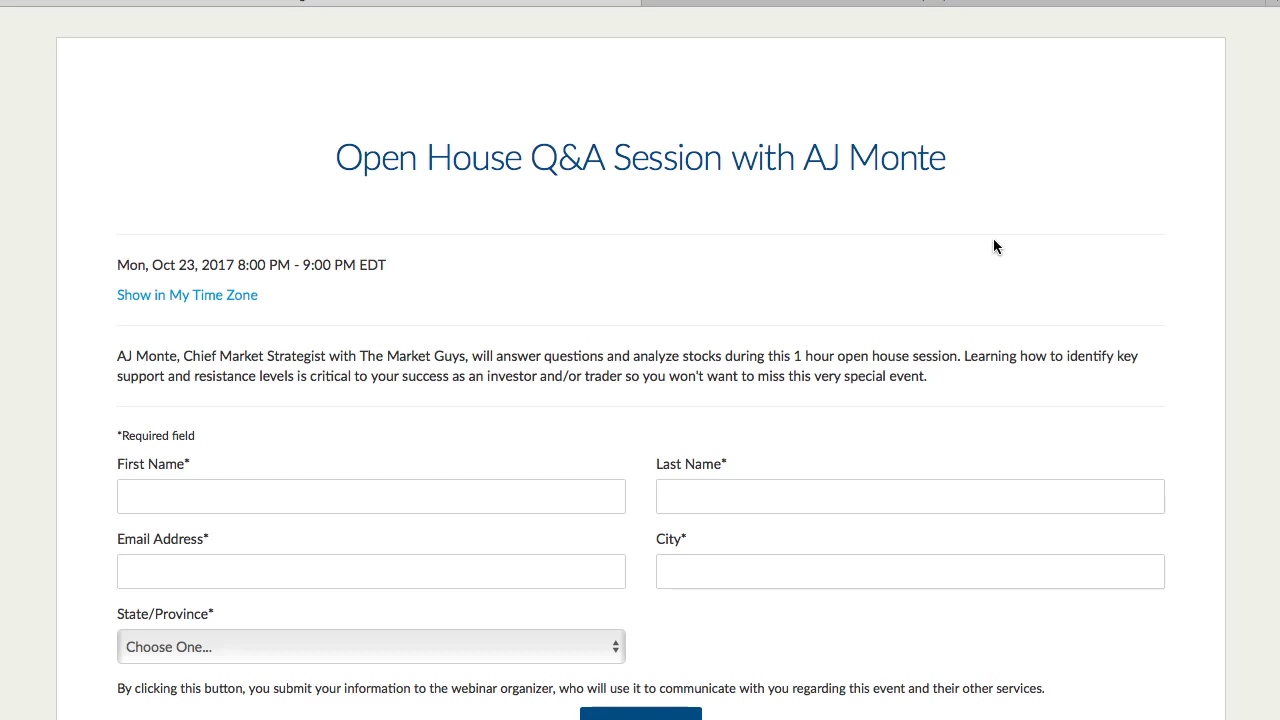 Open House Q&A Session with AJ Monte
Mon, Oct 23, 2017 8:00 PM - 9:00 PM EDT
Show in My Time Zone
AJ Monte, Chief Market Strategist with The Market Guys, will answer questions and analyze stocks during this 1 hour open house session. Learning how to identify key
support and resistance levels is critical to your success as an investor and/or trader so you won't want to miss this very special event.
*Required field
First Name*
Last Name*
Email Address*
City*
State/Province*
Choose One...
By clicking this button, you submit your information to the webinar organizer, who will use it to communicate with you regarding this event and their other services.